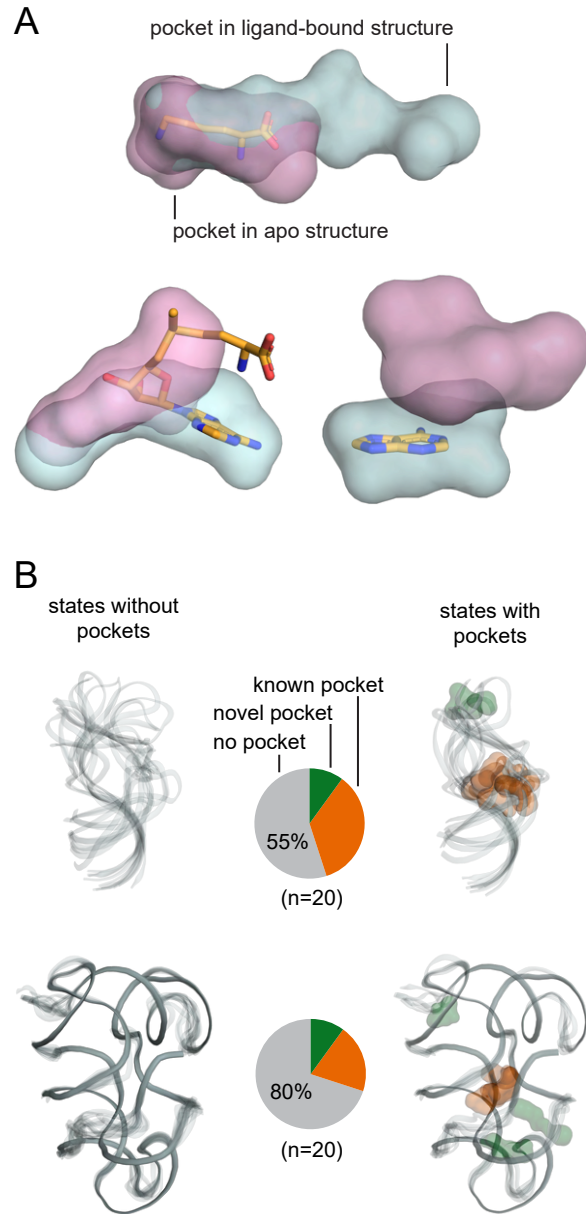 A
pocket in ligand-bound structure
pocket in apo structure
B
states without
pockets
states with
pockets
known pocket
novel pocket
no pocket
55%
(n=20)
80%
(n=20)